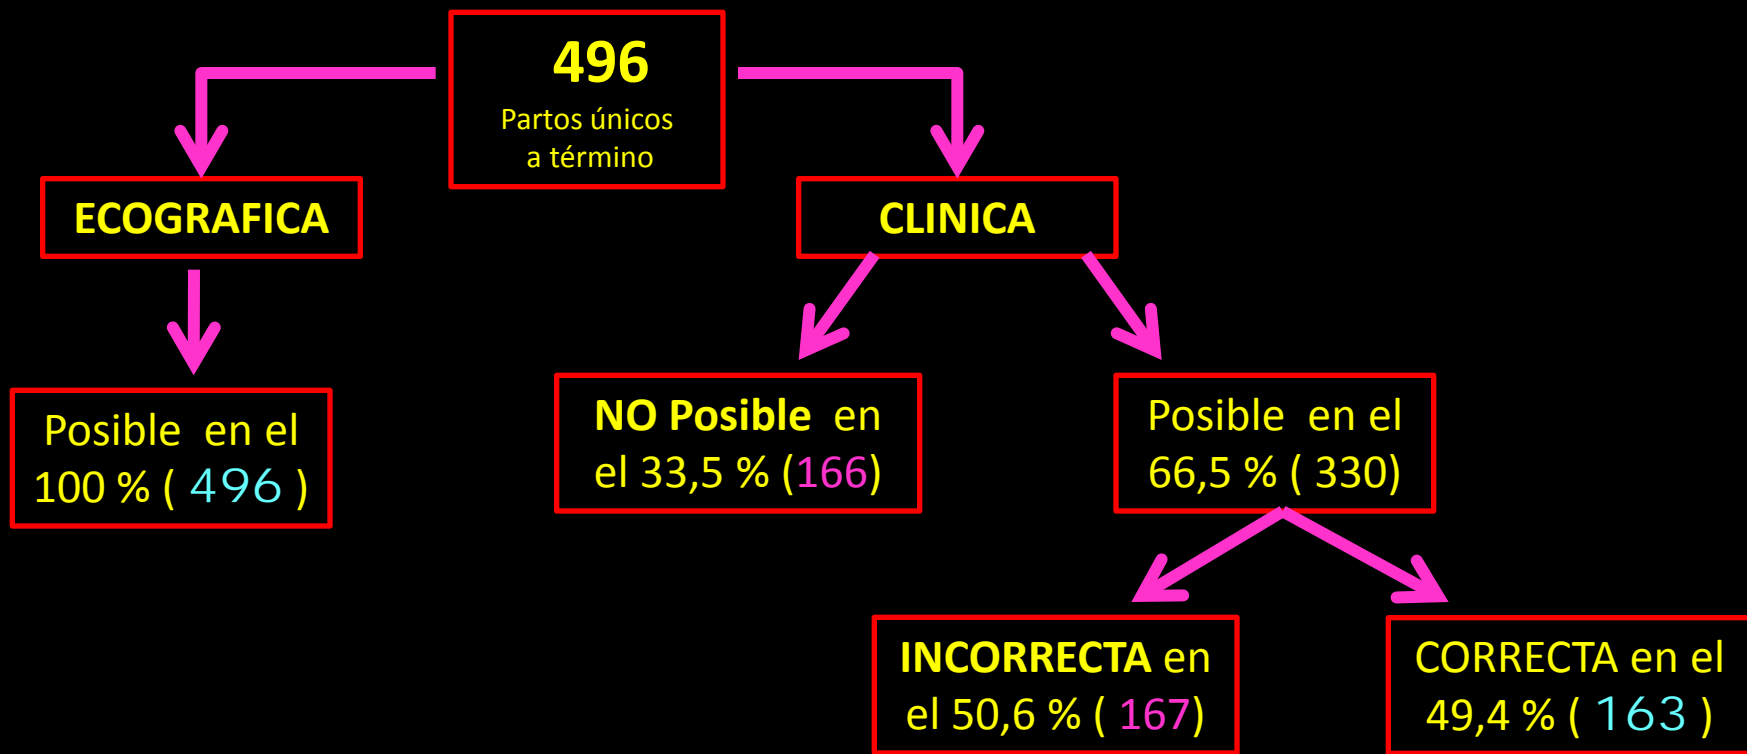 496
Partos únicos
a término
ECOGRAFICA
CLINICA
Posible en el
100 % ( 496 )
NO Posible en
el 33,5 % (166)
Posible en el
66,5 % ( 330)
INCORRECTA en
el 50,6 % ( 167)
CORRECTA en el
49,4 % ( 163 )